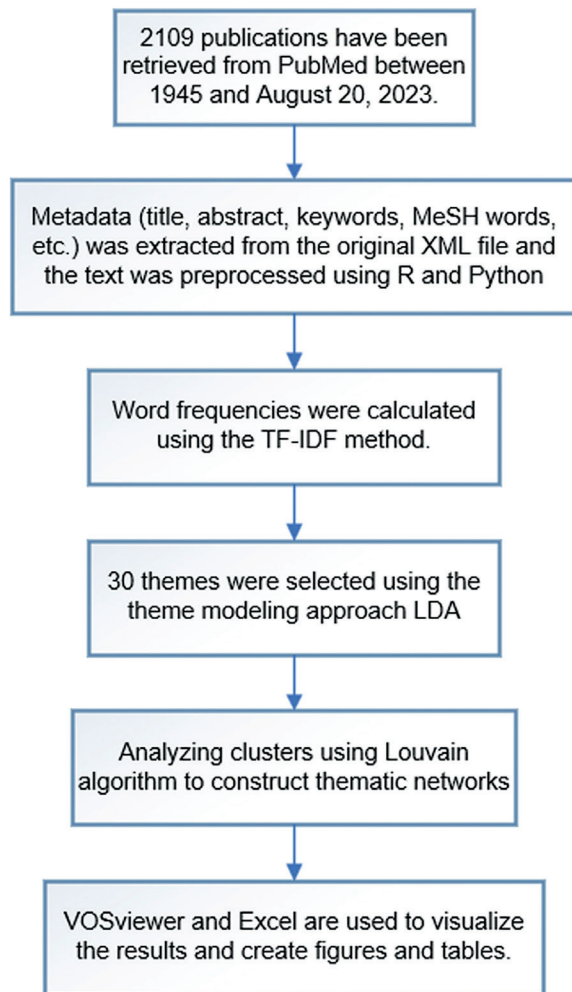 2109 publications have been
retrieved from PubMed between
1945 and August 20, 2023.
Metadata (title, abstract, keywords, MeSH words,
etc.) was extracted from the original XML file and
the text was preprocessed using R and Python
Word frequencies were calculated
using the TF-IDF method.
30 themes were selected using the
theme modeling approach LDA
Analyzing clusters using Louvain
algorithm to construct thematic networks
VOSviewer and Excel are used to visualize
the results and create figures and tables.